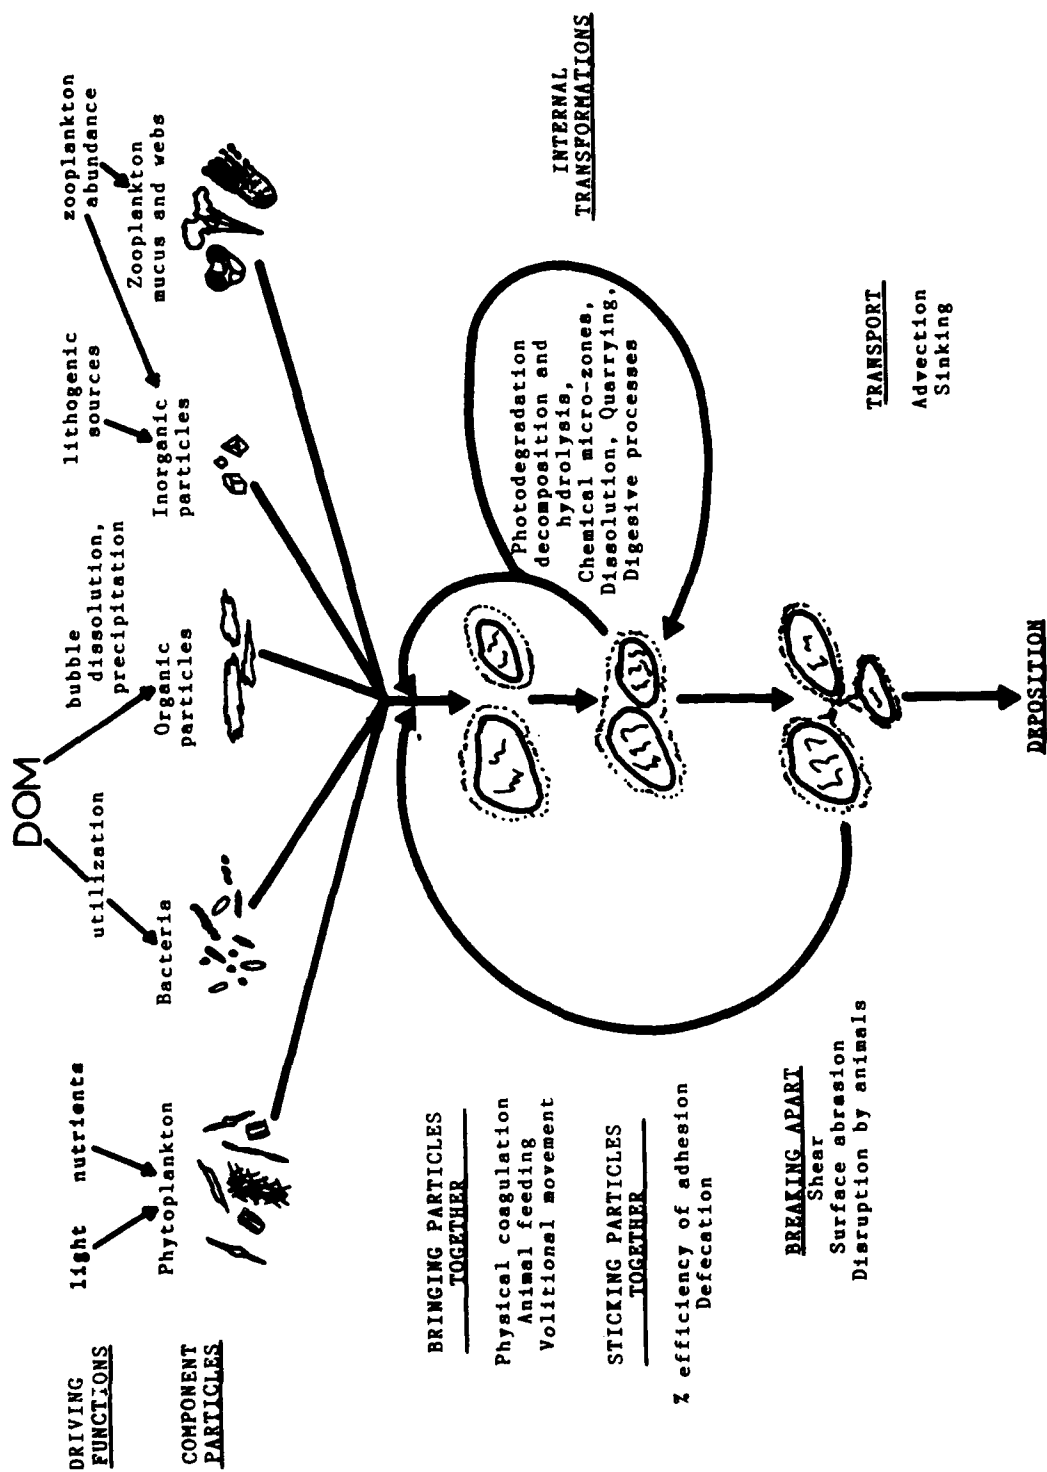 DOM
DRIVING
FUNCTIONS
light
nutrients
utilization
bubble
dissolution,
precipitation
lithogenic
sources
zooplankton
abundance
COMPONENT
PARTICLES
Phytoplankton
Bacteria
Organic
particles
Inorganic
particles
Zooplankton
mucus and webs
BRINGING PARTICLES
TOGETHER
Physical coagulation
Animal feeding
Volitional movement
STICKING PARTICLES
TOGETHER
% efficiency of adhesion
Defecation
BREAKING APART
Shear
Surface abrasion
Disruption by animals
Photodegradation
decomposition and
hydrolysis,
Chemical micro-zones,
Dissolution, Quarrying,
Digesive processes
INTERNAL
TRANSFORMATIONS
TRANSPORT
Advection
Sinking
DEPOSITION